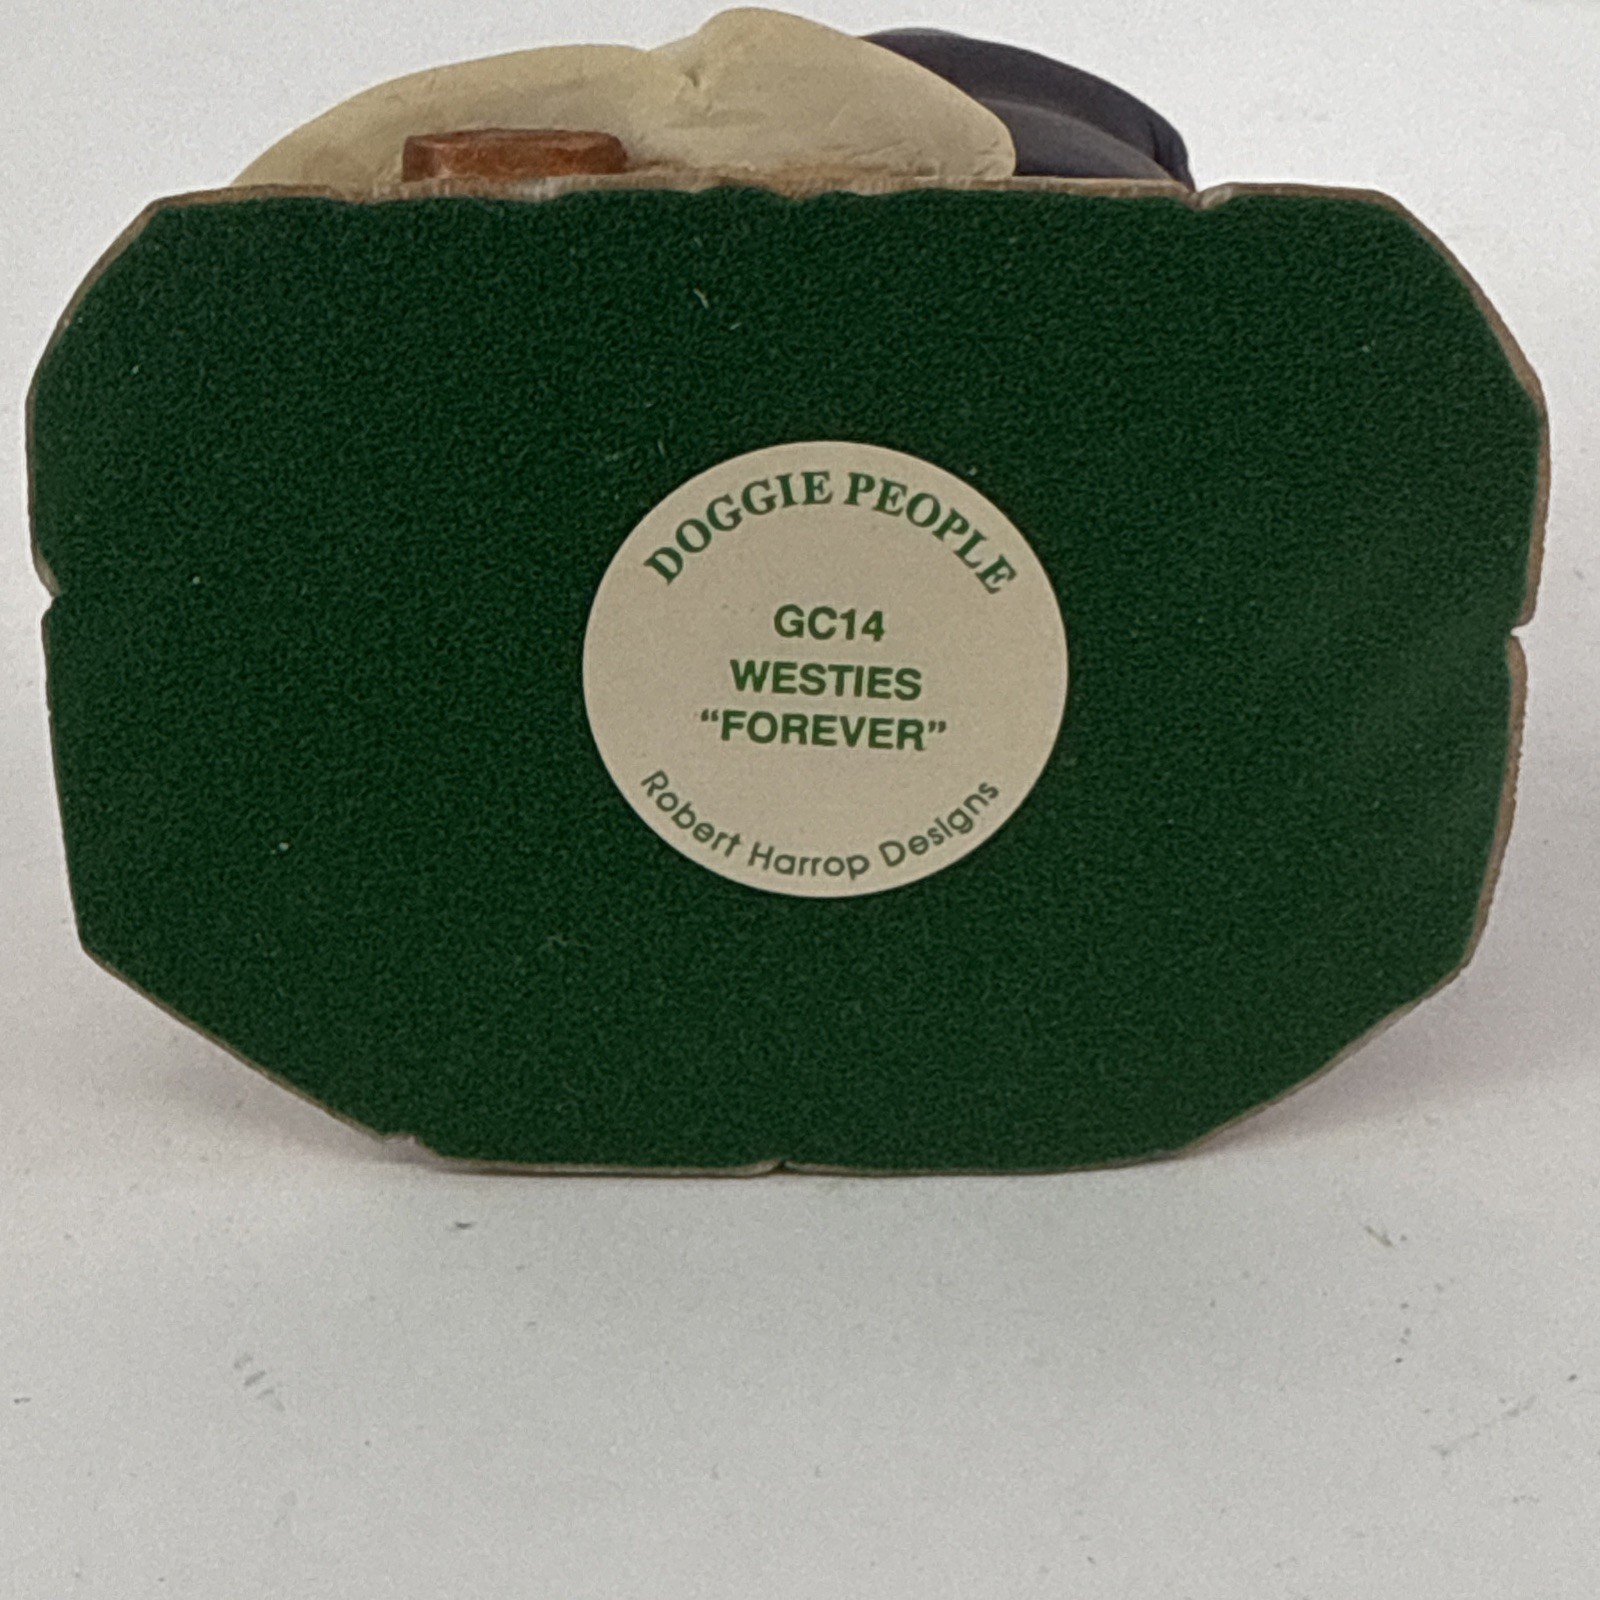 DOGGIE PEOPLE
GC14
WESTIES
“FOREVER”
Robert Harrop Designs